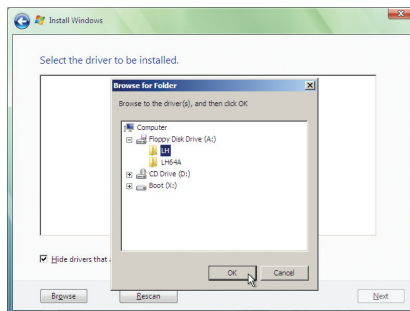 Install Windows
Select the driver to be installed.
Browse for Folder
Browse to the driver(s), and then click OK
Computer
Floppy Disk Drive (A:)
LH
LH64A
CD Drive (D:)
Boot (X:)
Hide drivers that
OK
Cancel
Browse
Rescan
Next